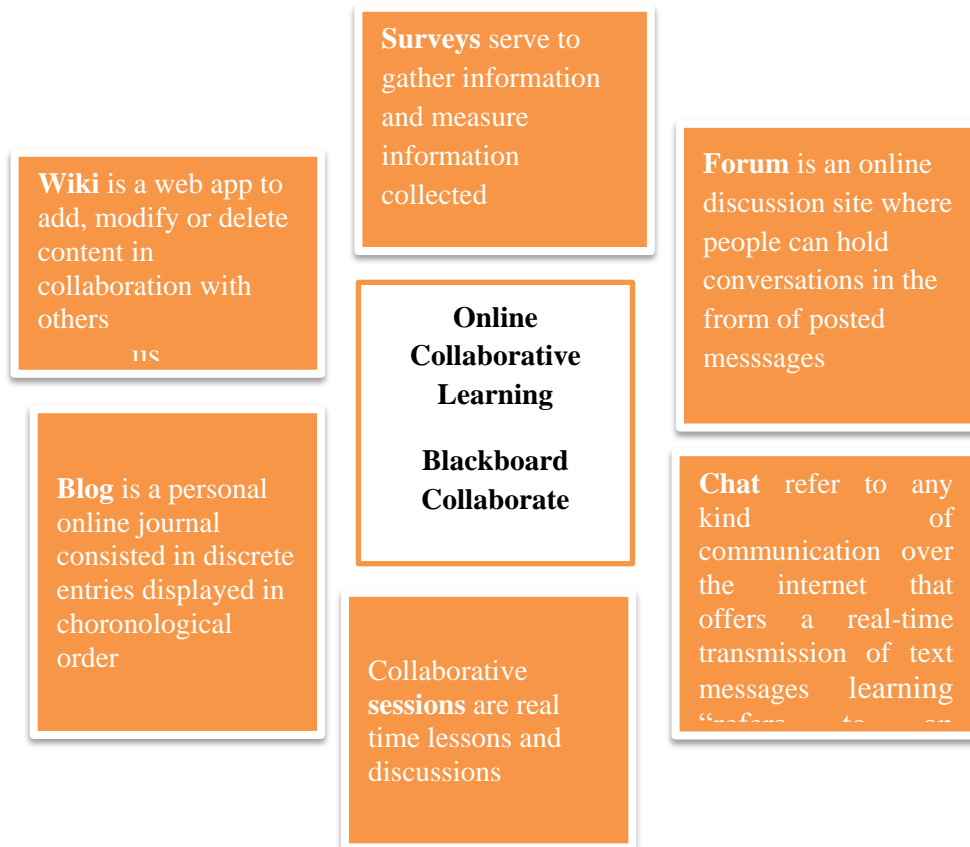 Surveys serve to
gather information
and measure
information
collected
Wiki is a web app to
add, modify or delete
content in
collaboration with
others
Forum is an online
discussion site where
people can hold
conversations in the
frorm of posted
messsages
Online
Collaborative
Learning
Blackboard
Collaborate
Blog is a personal
online journal
consisted in discrete
entries displayed in
choronological
order
Chat refer to any
kind of
communication over
the internet that
offers a real-time
transmission of text
messages learning
“refers to an
Collaborative
sessions are real
time lessons and
discussions